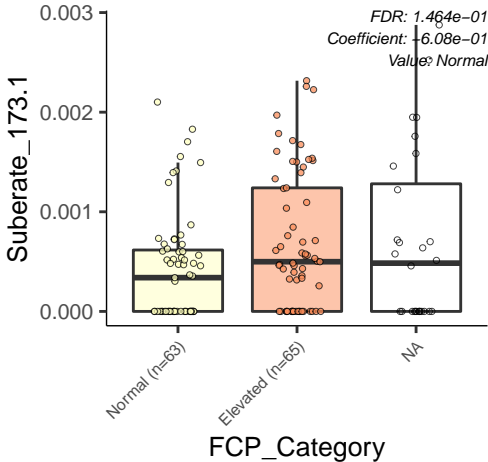 FDR: 1.464e−01
Coefficient: −6.08e−01
Value: Normal
0.003
0.002
0.001
0.000
Suberate_173.1
Normal (n=63)
Elevated (n=65)
NA
FCP_Category